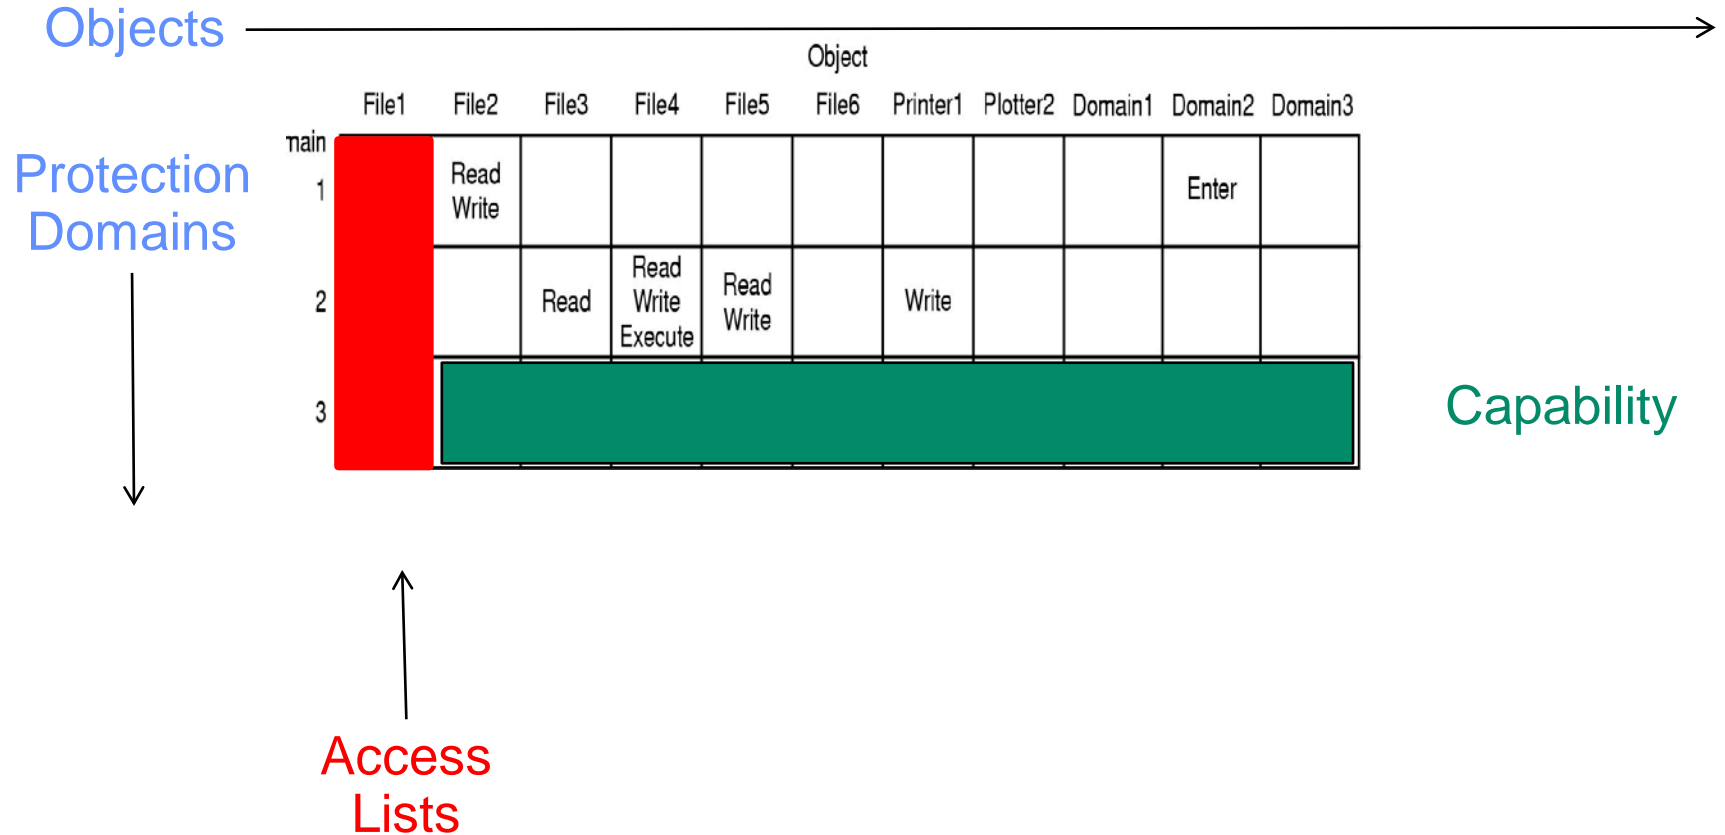 Objects
Object
File1 File2 File3 File4 File5 File6 Printer1 Plotter2 Domain1 Domain2 Domain3
main
Protection
Domains
1 Read
Write Enter
2 Read Read
Write
Execute Read
Write Write
3
Capability
Access
Lists